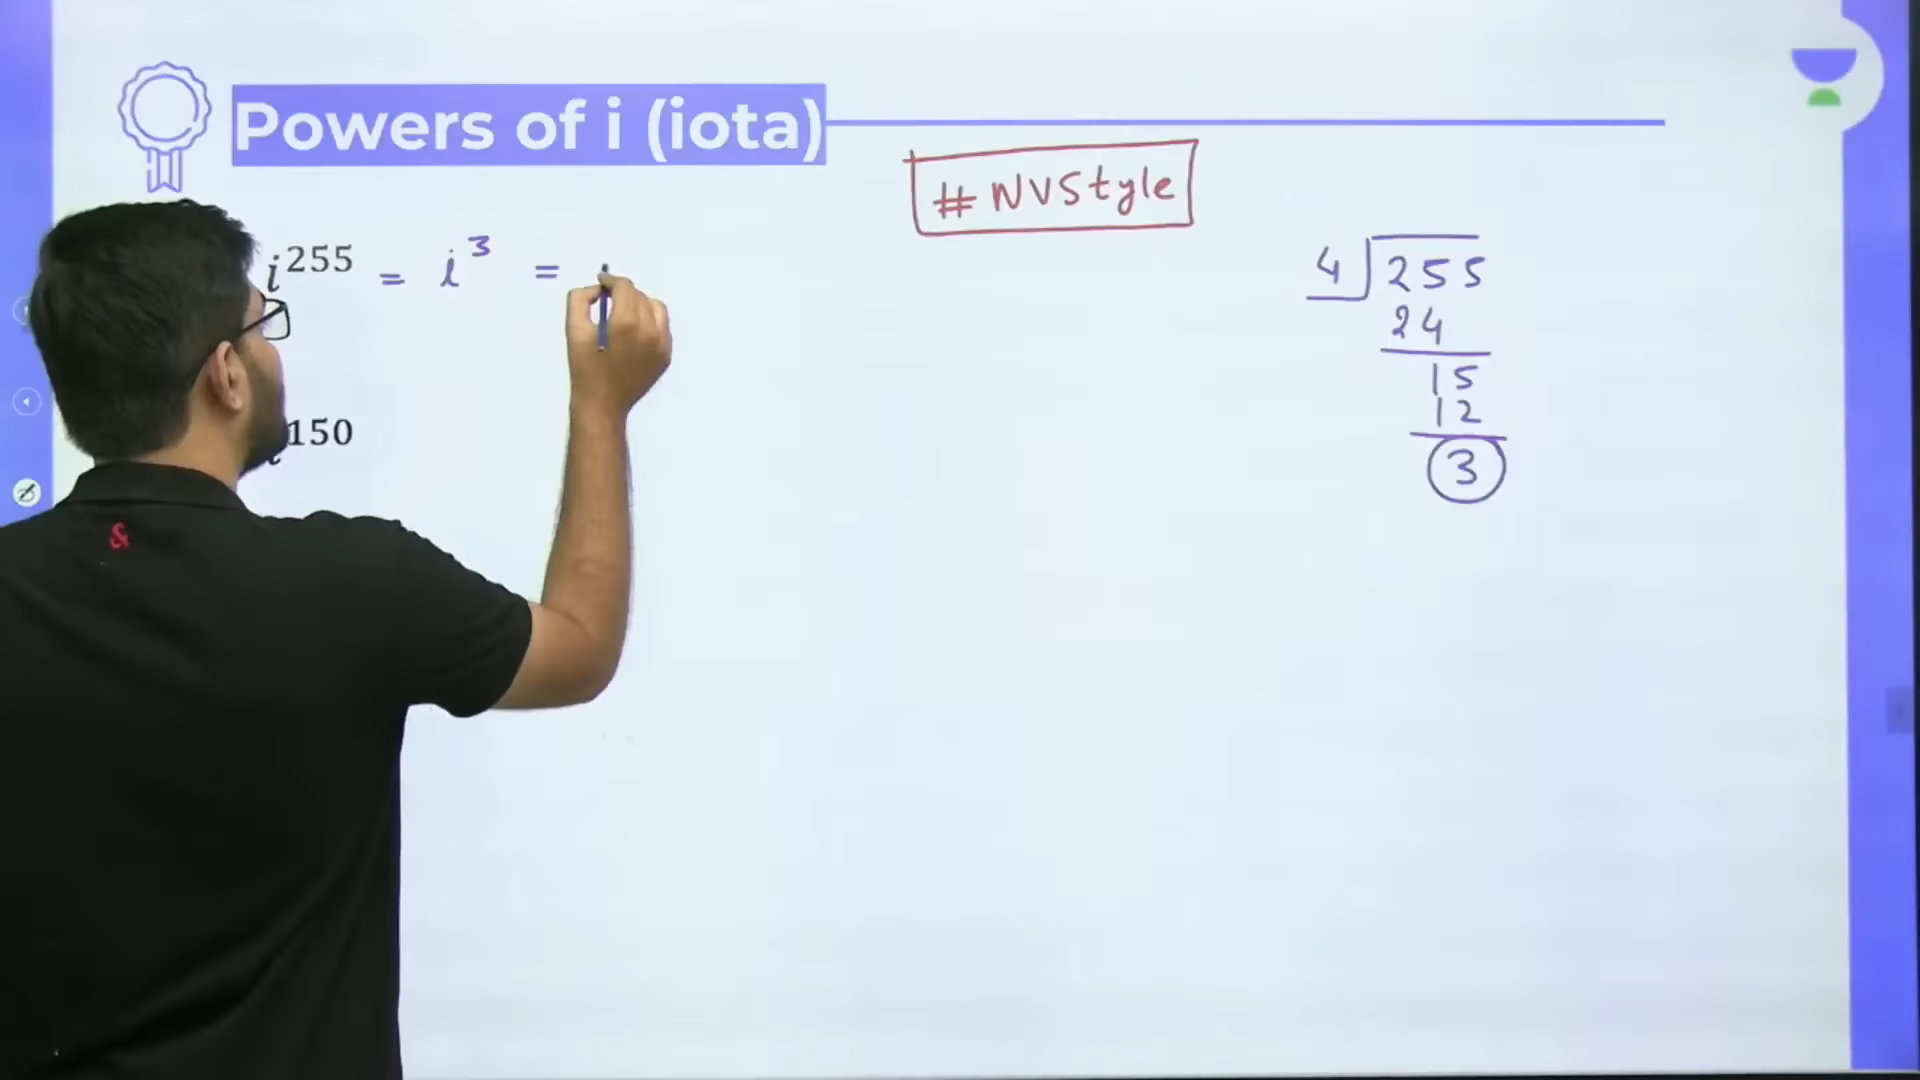 Powers of i (iota)
# NVStyle
i^255 = i^3 =
150
4 255
24
15
12
3
&